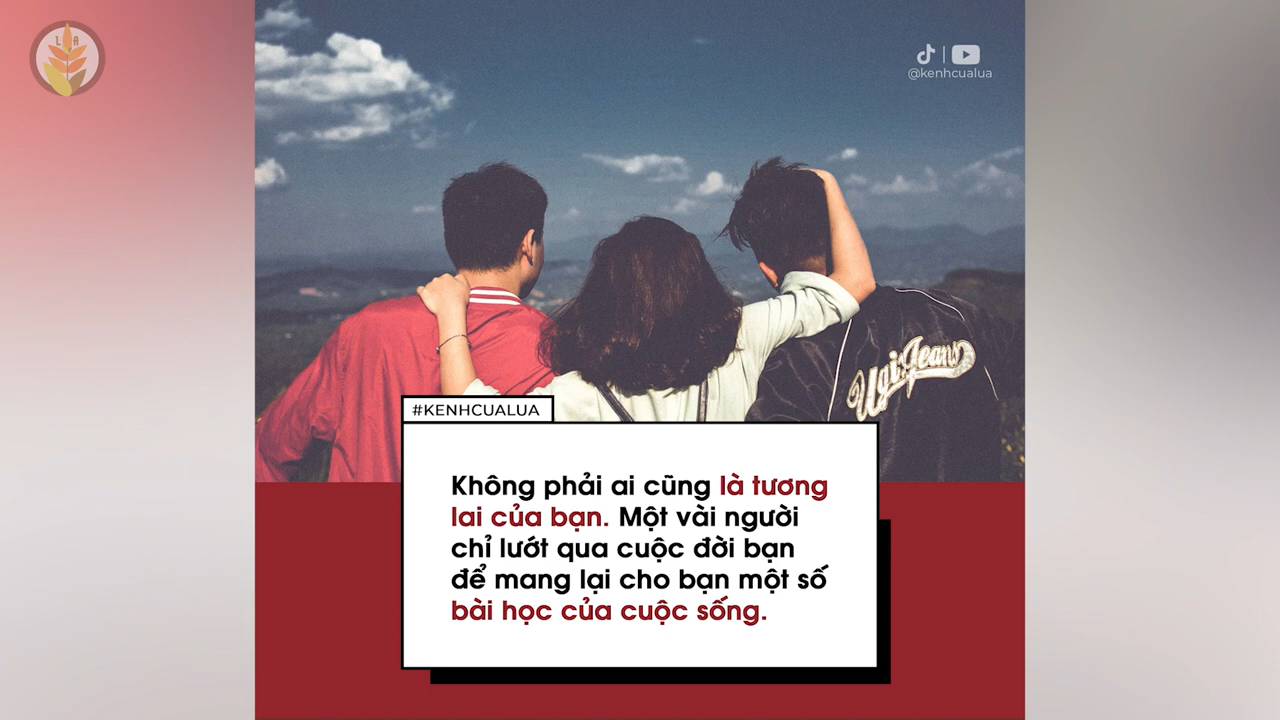 L A
@kenhcualua
UgiJeans
#KENHCUALUA
Không phải ai cũng là tương
lai của bạn. Một vài người
chỉ lướt qua cuộc đời bạn
để mang lại cho bạn một số
bài học của cuộc sống.